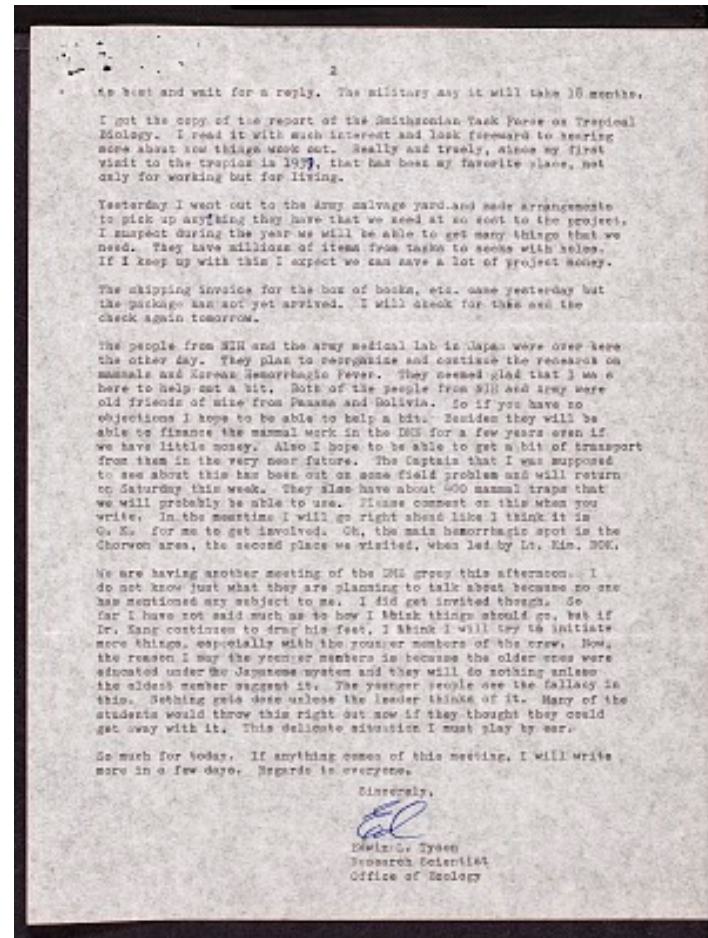 2
to host and wait for a reply. The military say it will take 18 months.
I got the copy of the report of the Smithsonian Task Force on Tropical
Biology. I read it with much interest and look foreward to hearing
more about how things work out. Really and truely, since my first
visit to the tropics in 1937, that has been my favorite place, not
only for working but for living.
Yesterday I went out to the Army salvage yard and made arrangements
to pick up anything they have that we need at no cost to the project.
I suspect during the year we will be able to get many things that we
need. They have millions of items from tanks to socks with holes.
If I keep up with this I expect we can save a lot of project money.
The shipping invoice for the box of books, etc. came yesterday but
the package has not yet arrived. I will check for this and the
check again tomorrow.
The people from NIH and the army medical lab in Japan were over here
the other day. They plan to reorganize and continue the research on
mammals and Korean Hemorrhagic Fever. They seemed glad that I was
here to help out a bit. Both of the people from NIH and army were
old friends of mine from Panama and Bolivia. So if you have no
objections I hope to be able to help a bit. Besides they will be
able to finance the mammal work in the DMZ for a few years even if
we have little money. Also I hope to be able to get a bit of transport
from them in the very near future. The Captain that I was supposed
to see about this has been out on some field problem and will return
on Saturday this week. They also have about 400 mammal traps that
we will probably be able to use. Please comment on this when you
write. In the meantime I will go right ahead like I think it is
O. K. for me to get involved. Oh, the main hemorrhagic spot is the
Chorwon area, the second place we visited, when led by Lt. Kim, ROK.
We are having another meeting of the DMZ group this afternoon. I
do not know just what they are planning to talk about because no one
has mentioned any subject to me. I did get invited though. So
far I have not said much as to how I think things should go, but if
Dr. Kang continues to drag his feet, I think I will try to initiate
more things, especially with the younger members of the crew. Now,
the reason I say the younger members is because the older ones were
educated under the Japanese system and they will do nothing unless
the oldest member suggest it. The younger people see the fallacy in
this. Nothing gets done unless the leader thinks of it. Many of the
students would throw this right out now if they thought they could
get away with it. This delicate situation I must play by ear.
So much for today. If anything comes of this meeting, I will write
more in a few days. Regards to everyone.
Sincerely,
Ed
Edwin L. Tyson
Research Scientist
Office of Ecology